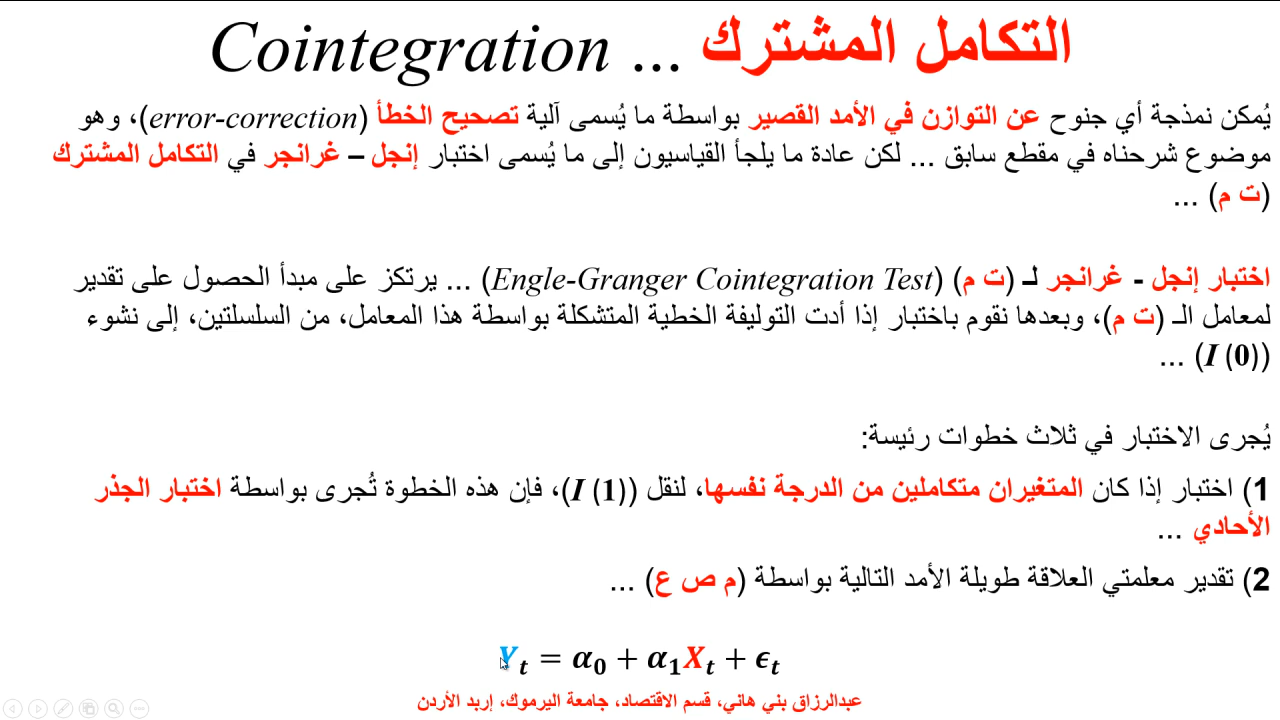 التكامل المشترك ... Cointegration
يُمكن نمذجة أي جنوح عن التوازن في الأمد القصير بواسطة ما يُسمى آلية تصحيح الخطأ (error-correction)، وهو
موضوع شرحناه في مقطع سابق ... لكن عادة ما يلجأ القياسيون إلى ما يُسمى اختبار إنجل – غرانجر في التكامل المشترك
(ت م) ...
اختبار إنجل - غرانجر لـ (ت م) (Engle-Granger Cointegration Test) ... يرتكز على مبدأ الحصول على تقدير
لمعامل الـ (ت م)، وبعدها نقوم باختبار إذا أدت التوليفة الخطية المتشكلة بواسطة هذا المعامل، من السلسلتين، إلى نشوء
(I (0)) ...
يُجرى الاختبار في ثلاث خطوات رئيسة:
1) اختبار إذا كان المتغيران متكاملين من الدرجة نفسها، لنقل (I (1))، فإن هذه الخطوة تُجرى بواسطة اختبار الجذر
الأحادي ...
2) تقدير معلمتي العلاقة طويلة الأمد التالية بواسطة (م ص ع) ...
Yₜ = α₀ + α₁Xₜ + ϵₜ
عبدالرزاق بني هاني، قسم الاقتصاد، جامعة اليرموك، إربد الأردن